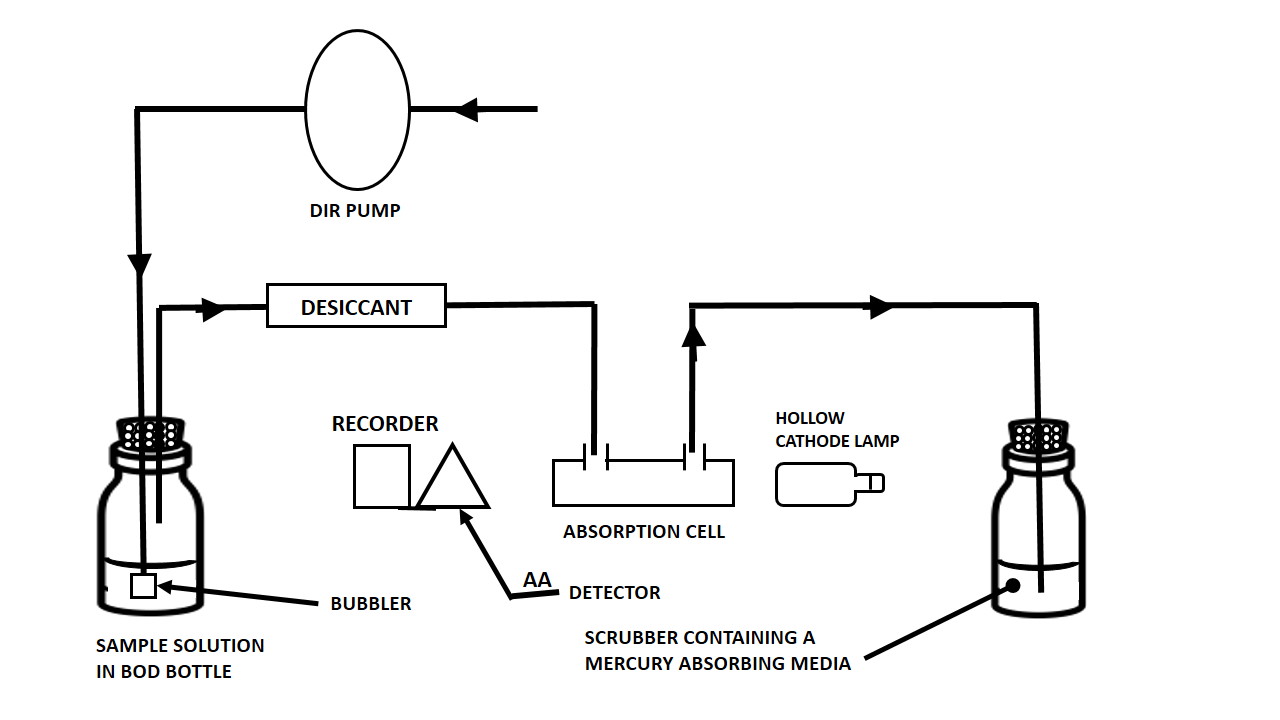 DIR PUMP
DESICCANT
RECORDER
HOLLOW
CATHODE LAMP
ABSORPTION CELL
AA DETECTOR
BUBBLER
SAMPLE SOLUTION
IN BOD BOTTLE
SCRUBBER CONTAINING A
MERCURY ABSORBING MEDIA